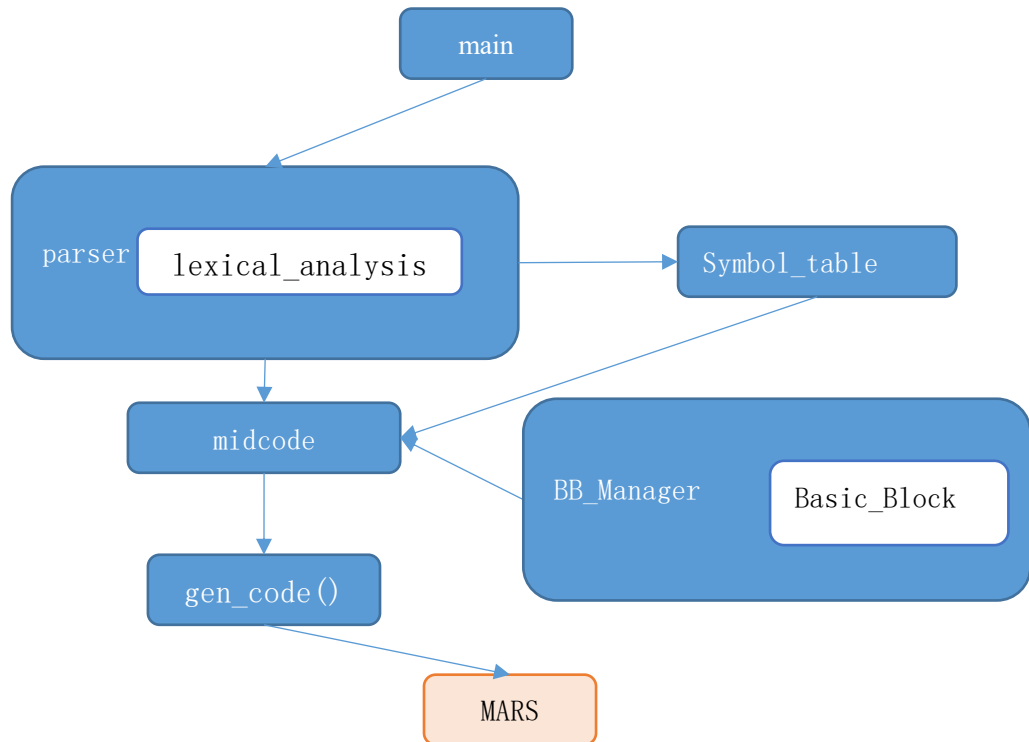 main
parser
lexical_analysis
Symbol_table
midcode
BB_Manager
Basic_Block
gen_code()
MARS